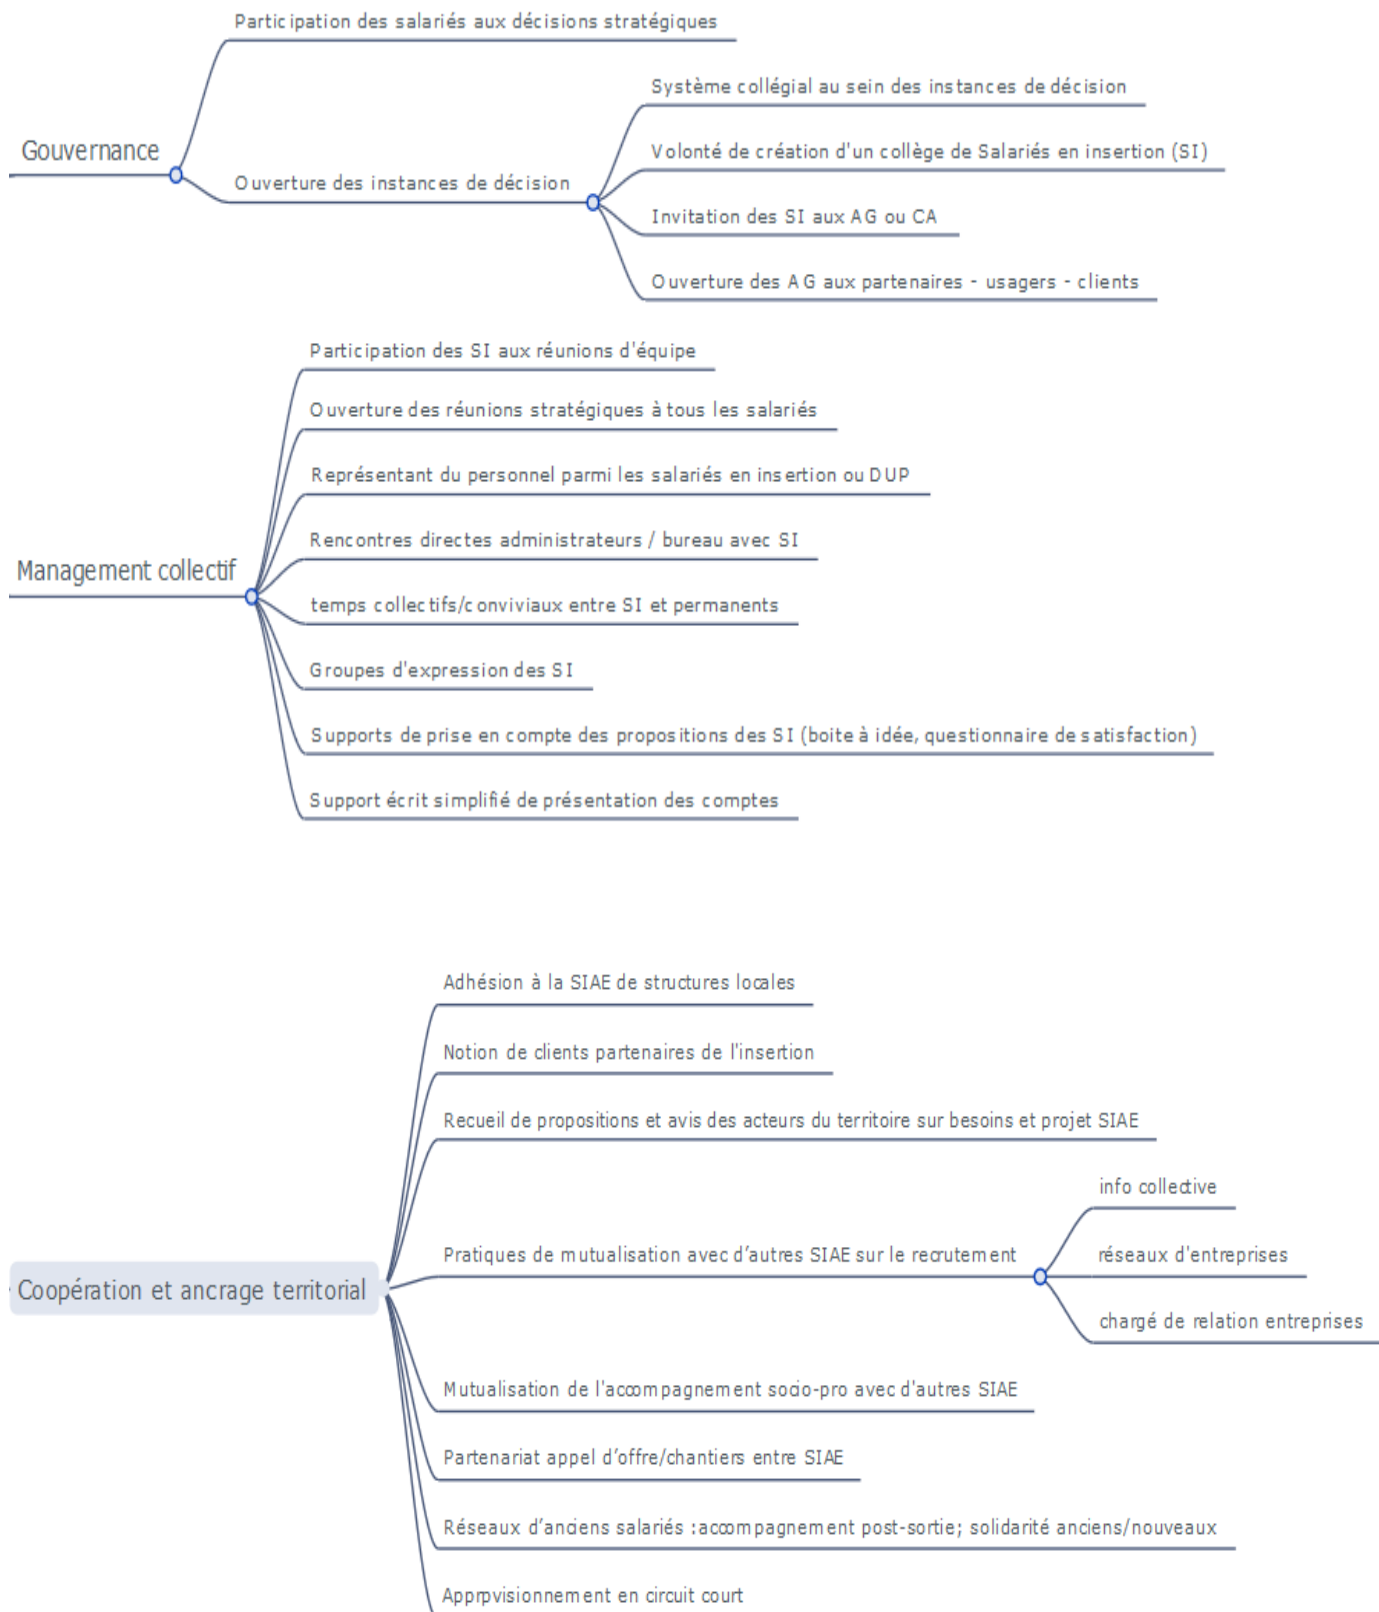 Participation des salariés aux décisions stratégiques
Gouvernance
Ouverture des instances de décision
Système collégial au sein des instances de décision
Volonté de création d'un collège de Salariés en insertion (SI)
Invitation des SI aux AG ou CA
Ouverture des AG aux partenaires - usagers - clients
Management collectif
Participation des SI aux réunions d'équipe
Ouverture des réunions stratégiques à tous les salariés
Représentant du personnel parmi les salariés en insertion ou DUP
Rencontres directes administrateurs / bureau avec SI
temps collectifs/conviviaux entre SI et permanents
Groupes d'expression des SI
Supports de prise en compte des propositions des SI (boite à idée, questionnaire de satisfaction)
Support écrit simplifié de présentation des comptes
Coopération et ancrage territorial
Adhésion à la SIAE de structures locales
Notion de clients partenaires de l'insertion
Recueil de propositions et avis des acteurs du territoire sur besoins et projet SIAE
Pratiques de mutualisation avec d’autres SIAE sur le recrutement
info collective
réseaux d'entreprises
chargé de relation entreprises
Mutualisation de l'accompagnement socio-pro avec d'autres SIAE
Partenariat appel d’offre/chantiers entre SIAE
Réseaux d’anciens salariés :accompagnement post-sortie; solidarité anciens/nouveaux
Apprpvisionnement en circuit court